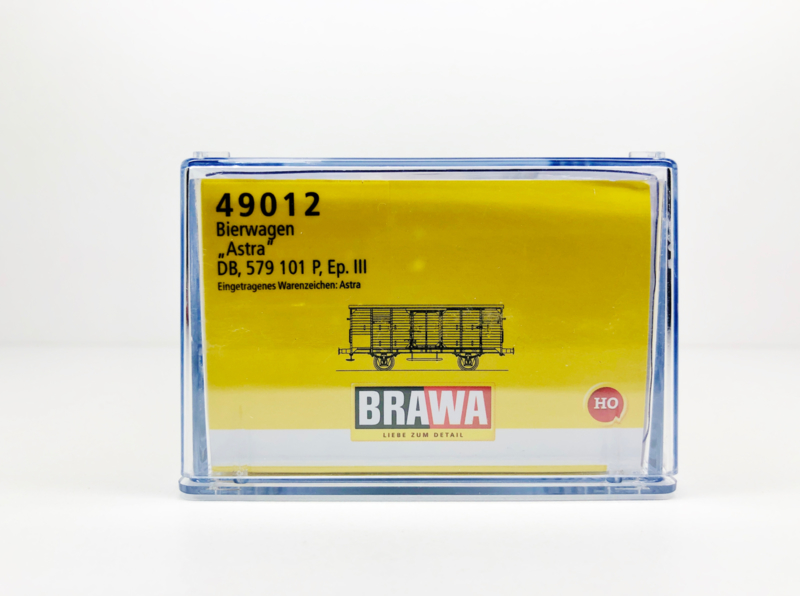 49012
Bierwagen
„Astra"
DB, 579 101 P, Ep. III
Eingetragenes Warenzeichen: Astra
BRAWA
LIEBE ZUM DETAIL
HO